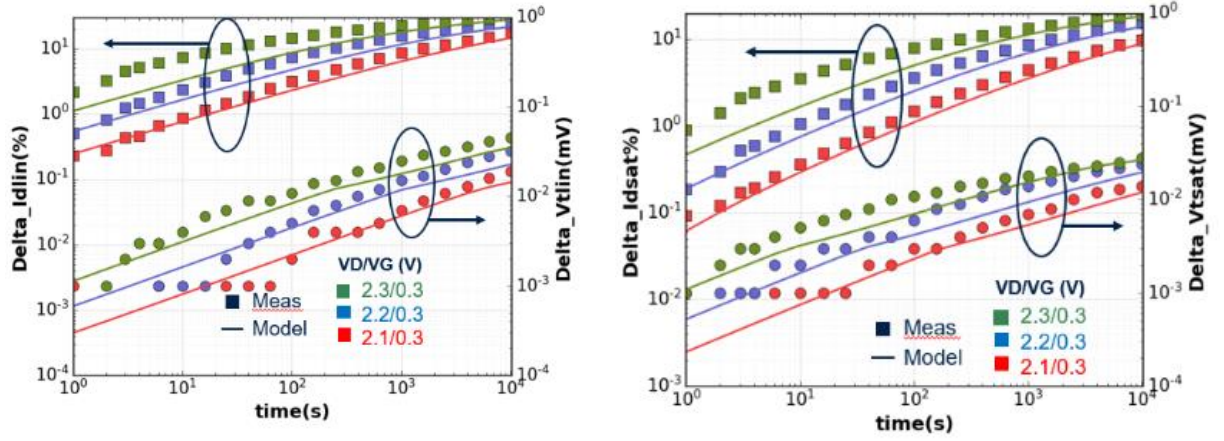 10¹
10⁰
10⁻¹
10⁻²
10⁻³
10⁻⁴
Delta_Idlin(%)
10⁰
10⁻¹
10⁻²
10⁻³
10⁻⁴
Delta_Vtlin(mV)
VD/VG (V)
Meas
Model
2.3/0.3
2.2/0.3
2.1/0.3
10⁰ 10¹ 10² 10³ 10⁴
time(s)
10¹
10⁰
10⁻¹
10⁻²
10⁻³
Delta_Idsat%
10⁰
10⁻¹
10⁻²
10⁻³
10⁻⁴
Delta_Vtsat(mV)
VD/VG (V)
Meas
Model
2.3/0.3
2.2/0.3
2.1/0.3
10⁰ 10¹ 10² 10³ 10⁴
time(s)